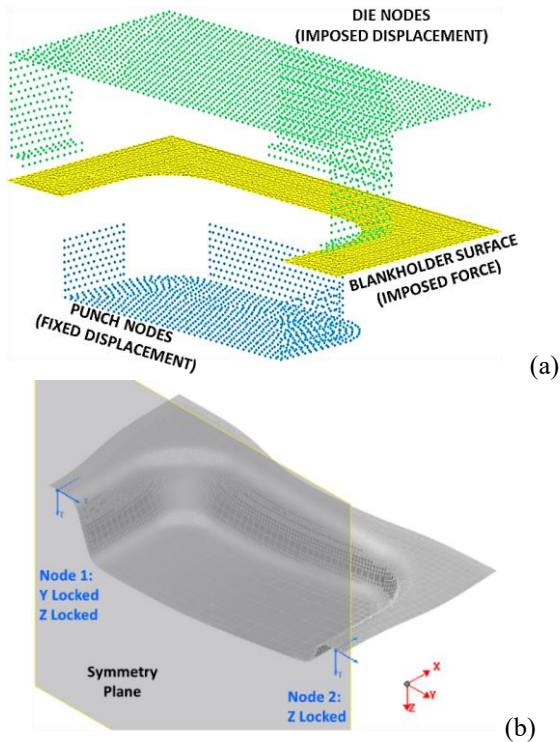 DIE NODES
(IMPOSED DISPLACEMENT)
BLANKHOLDER SURFACE
(IMPOSED FORCE)
PUNCH NODES
(FIXED DISPLACEMENT)
(a)
T
T
Node 1:
Y Locked
Z Locked
Symmetry
Plane
T
Node 2:
Z Locked
X
Y
Z
(b)